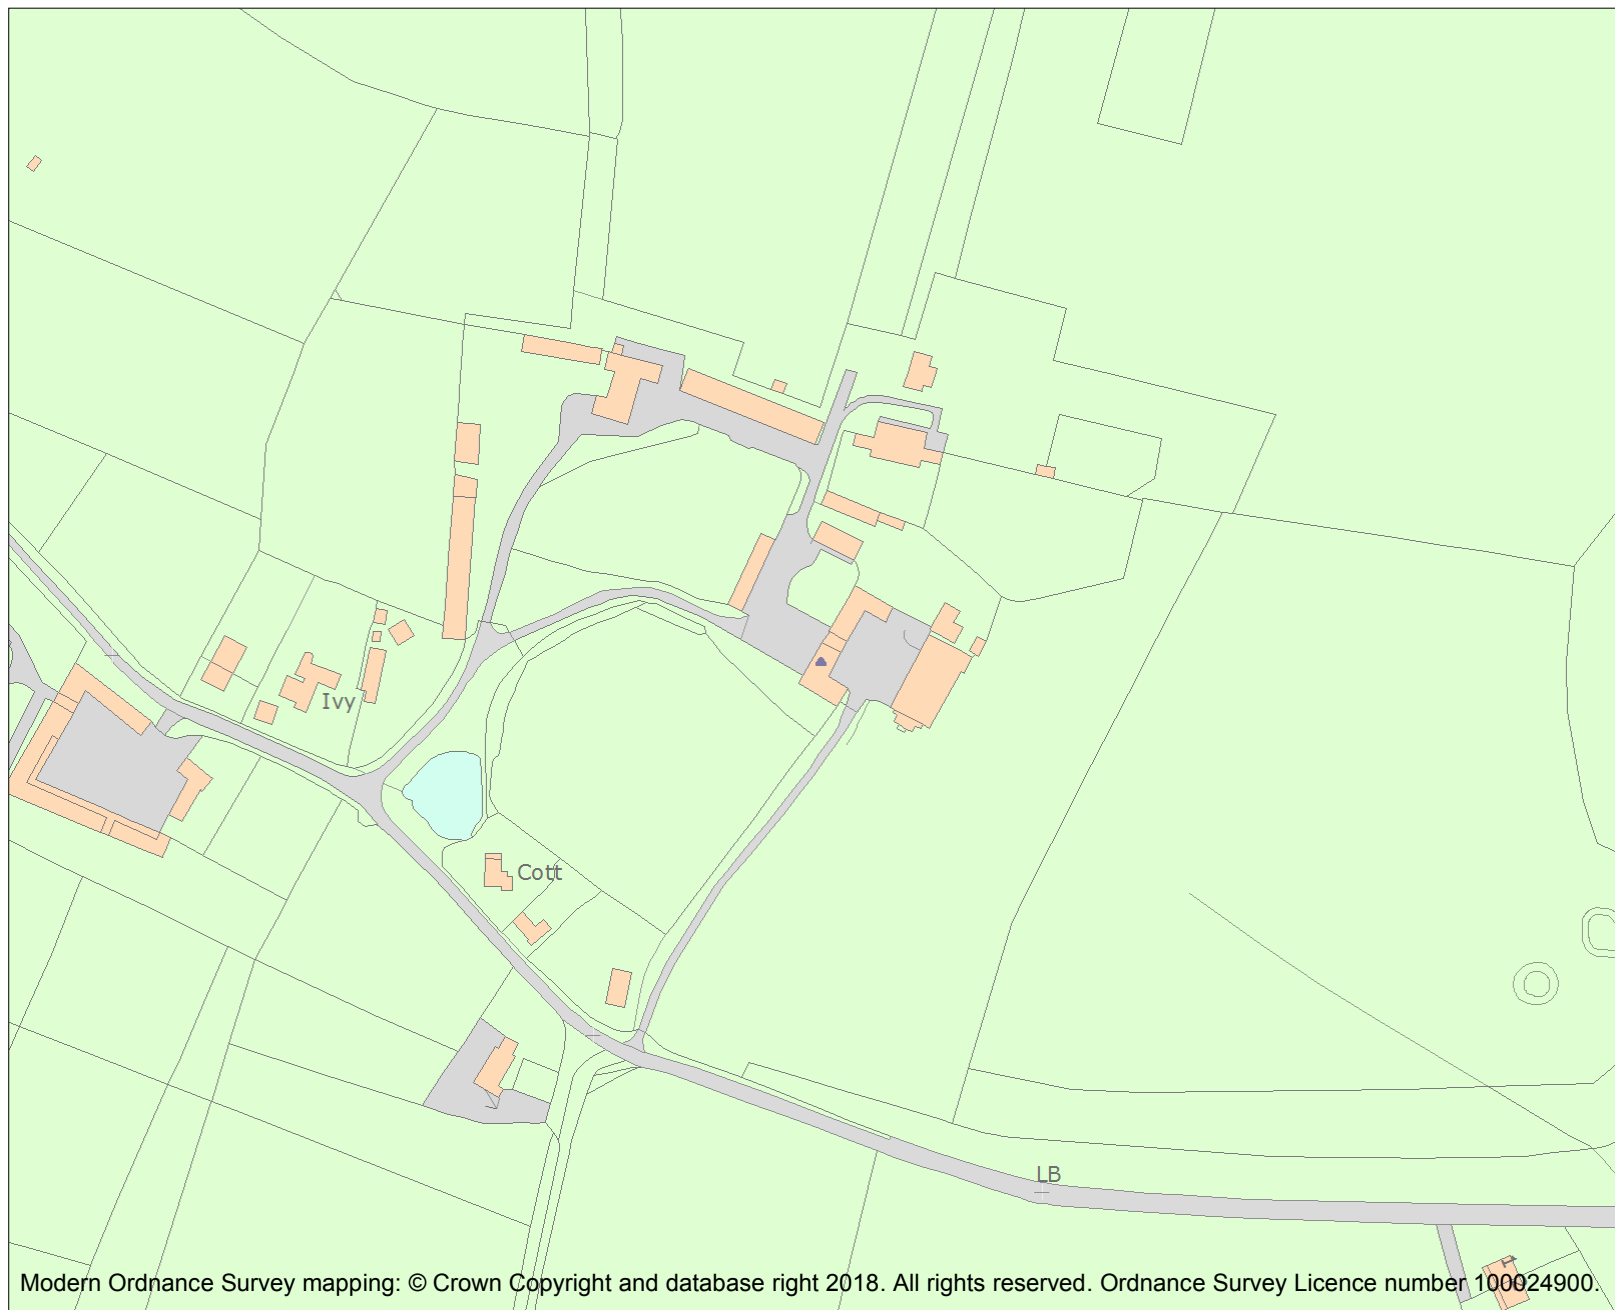 Ivy
Cott
LB
Modern Ordnance Survey mapping: © Crown Copyright and database right 2018. All rights reserved. Ordnance Survey Licence number 100024900.